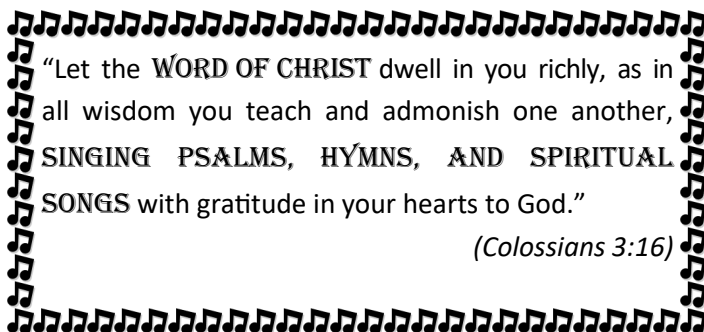 “Let the WORD OF CHRIST dwell in you richly, as in
all wisdom you teach and admonish one another,
SINGING PSALMS, HYMNS, AND SPIRITUAL
SONGS with gratitude in your hearts to God.”
(Colossians 3:16)